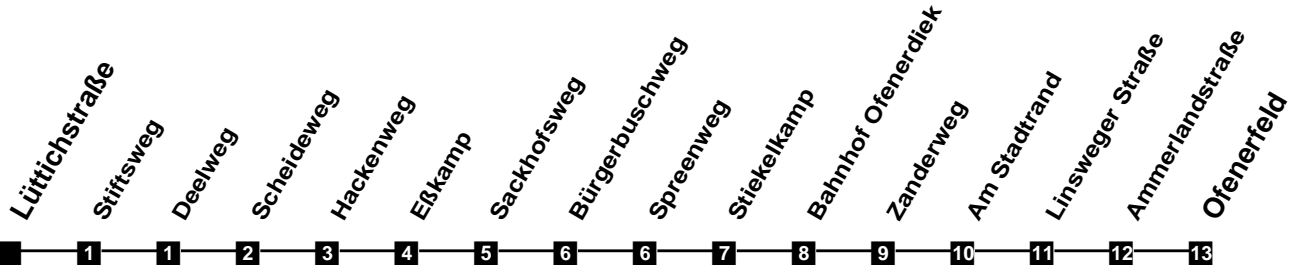 Lüttichstraße
Stiftsweg
Deelweg
Scheideweg
Hackenweg
Eßkamp
Sackhofsweg
Bürgerbuschweg
Spreenweg
Stiekelkamp
Bahnhof Ofenerdiek
Zanderweg
Am Stadtrand
Linsweger Straße
Ammerlandstraße
Ofenerfeld
1 1 2 3 4 5 6 6 7 8 9 10 11 12 13